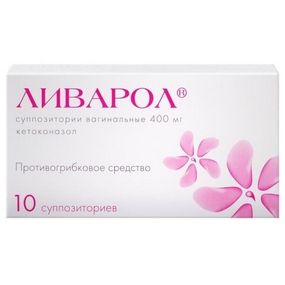 ЛИВАРОЛ®
суппозитории вагинальные 400 мг
кетоконазол
Противогрибковое средство
10 суппозиториев